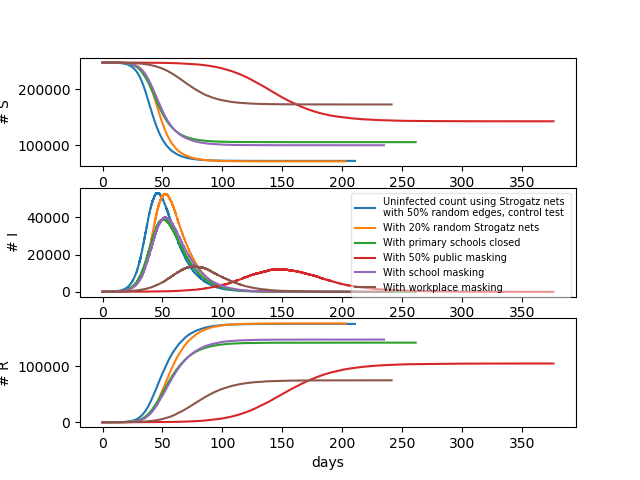 # S
200000
100000
0 50 100 150 200 250 300 350
# I
40000
20000
0
Uninfected count using Strogatz nets
with 50% random edges, control test
With 20% random Strogatz nets
With primary schools closed
With 50% public masking
With school masking
With workplace masking
0 50 100 150 200 250 300 350
# R
100000
0
0 50 100 150 200 250 300 350
days